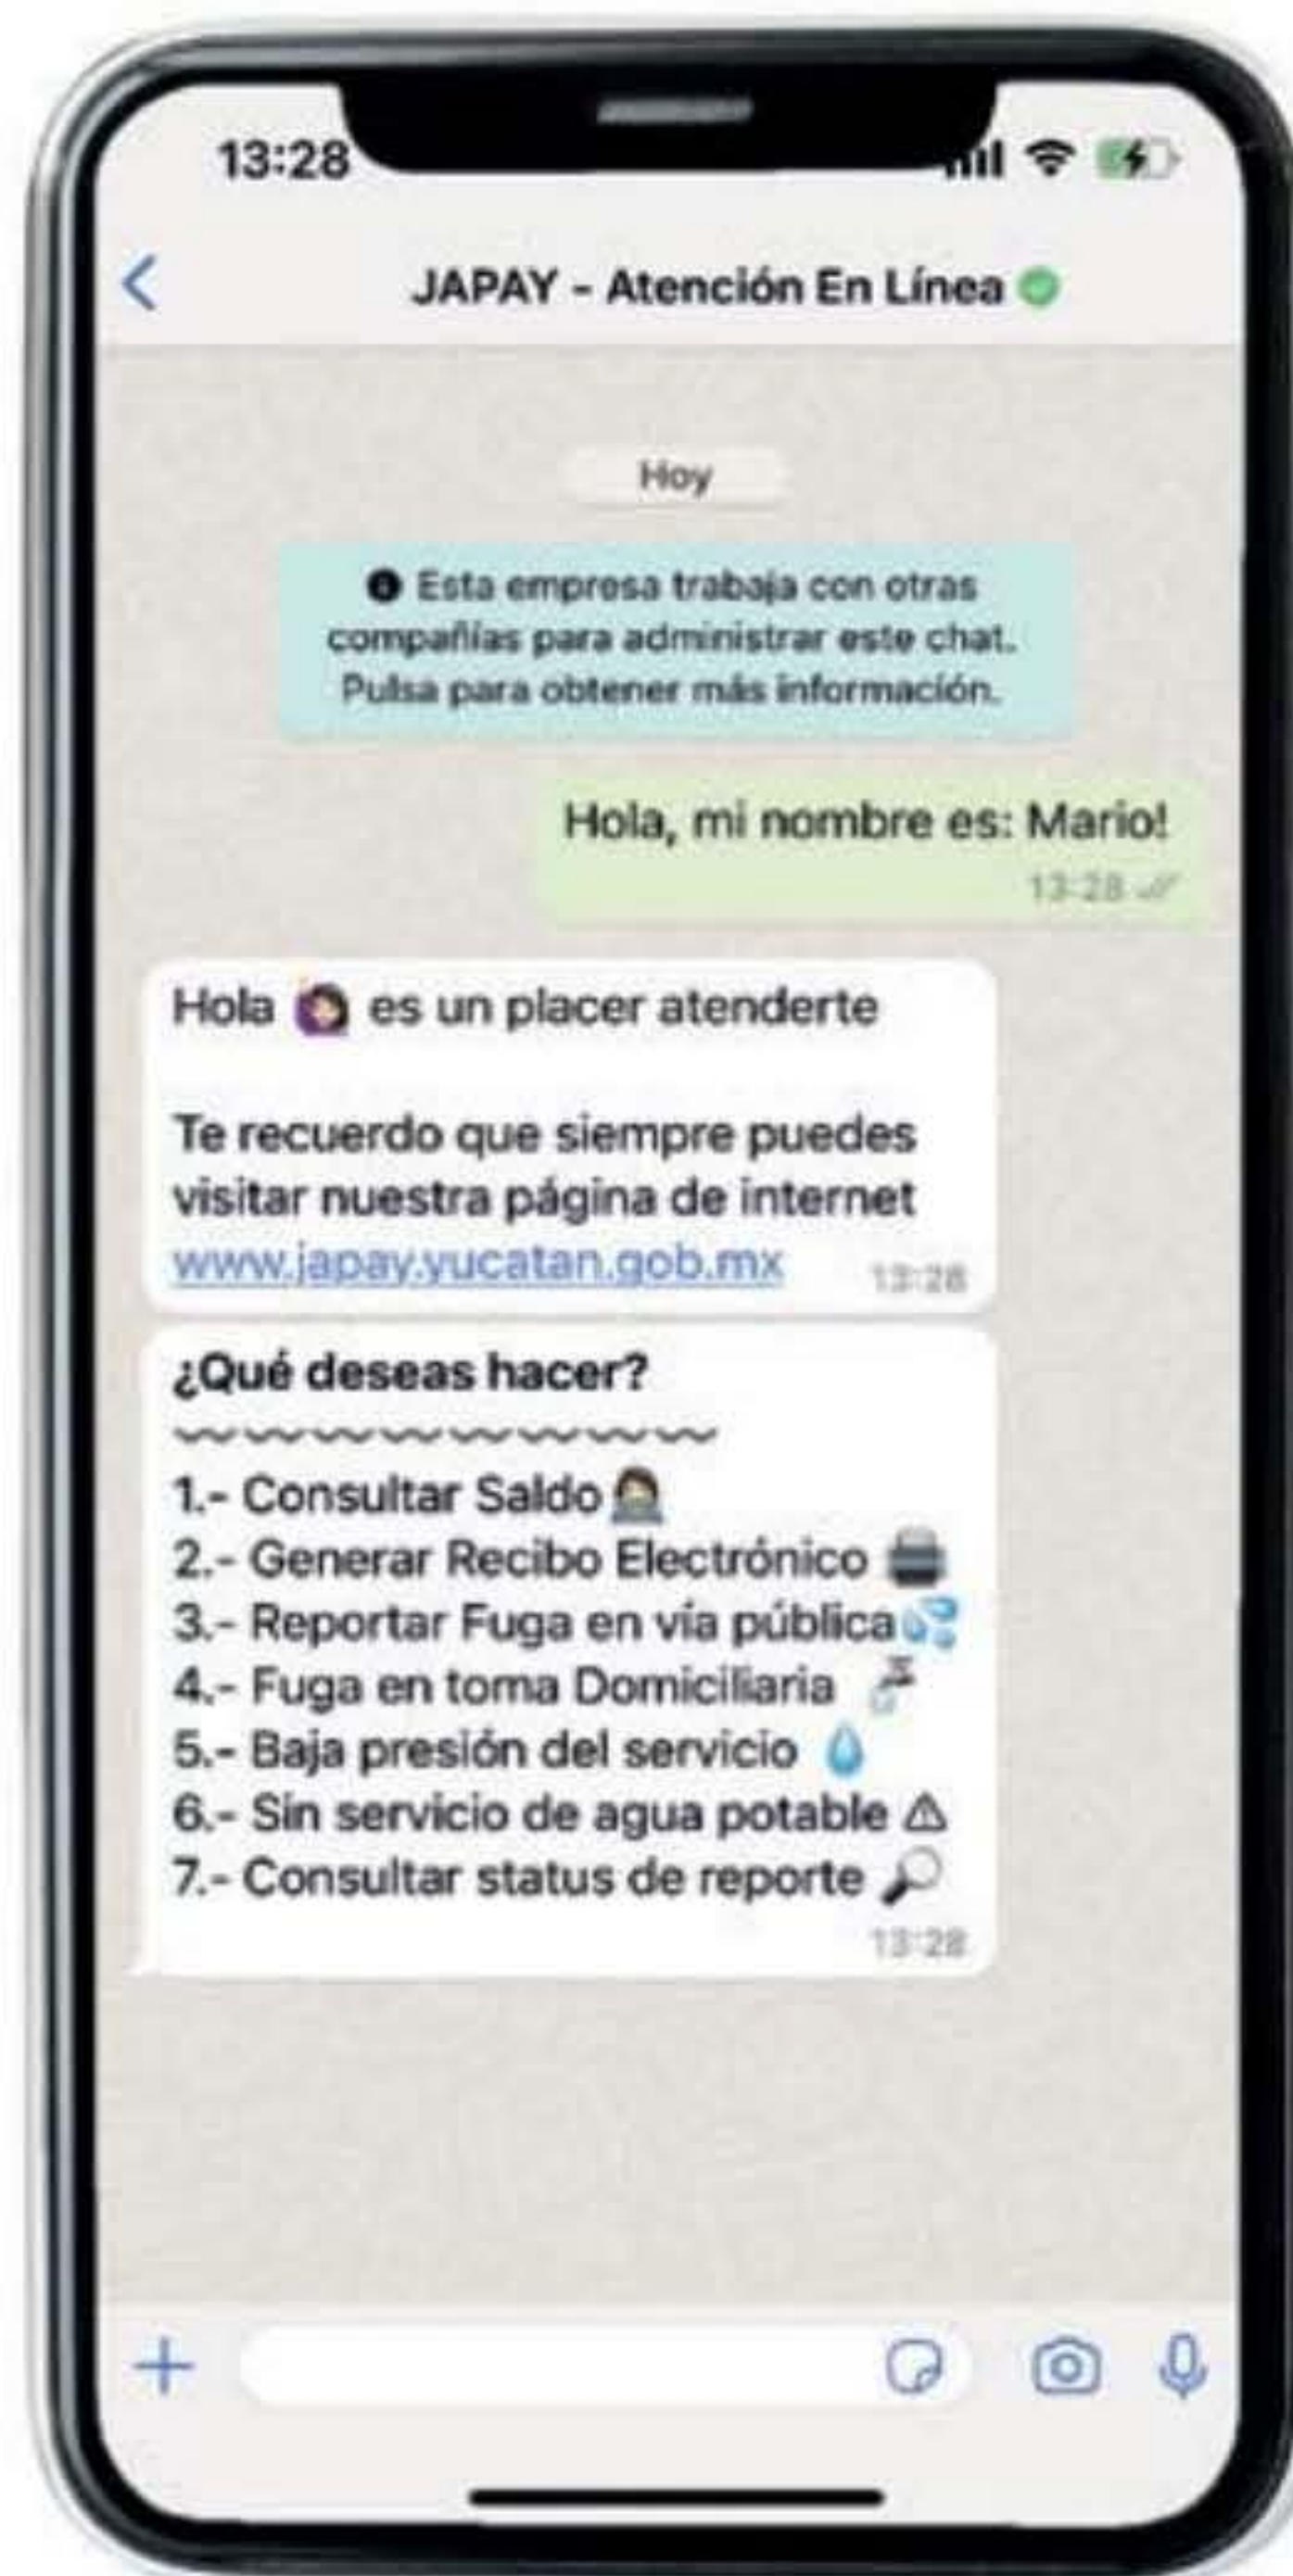 13:28
JAPAY - Atención En Línea
Hoy
Esta empresa trabaja con otras
compañías para administrar este chat.
Pulsa para obtener más información.
Hola, mi nombre es: Mario!
13:28
Hola 🙋🏻‍♀️ es un placer atenderte
Te recuerdo que siempre puedes
visitar nuestra página de internet
www.japay.yucatan.gob.mx 13:28
¿Qué deseas hacer?
1.- Consultar Saldo
2.- Generar Recibo Electrónico
3.- Reportar Fuga en vía pública
4.- Fuga en toma Domiciliaria
5.- Baja presión del servicio
6.- Sin servicio de agua potable
7.- Consultar status de reporte
13:28